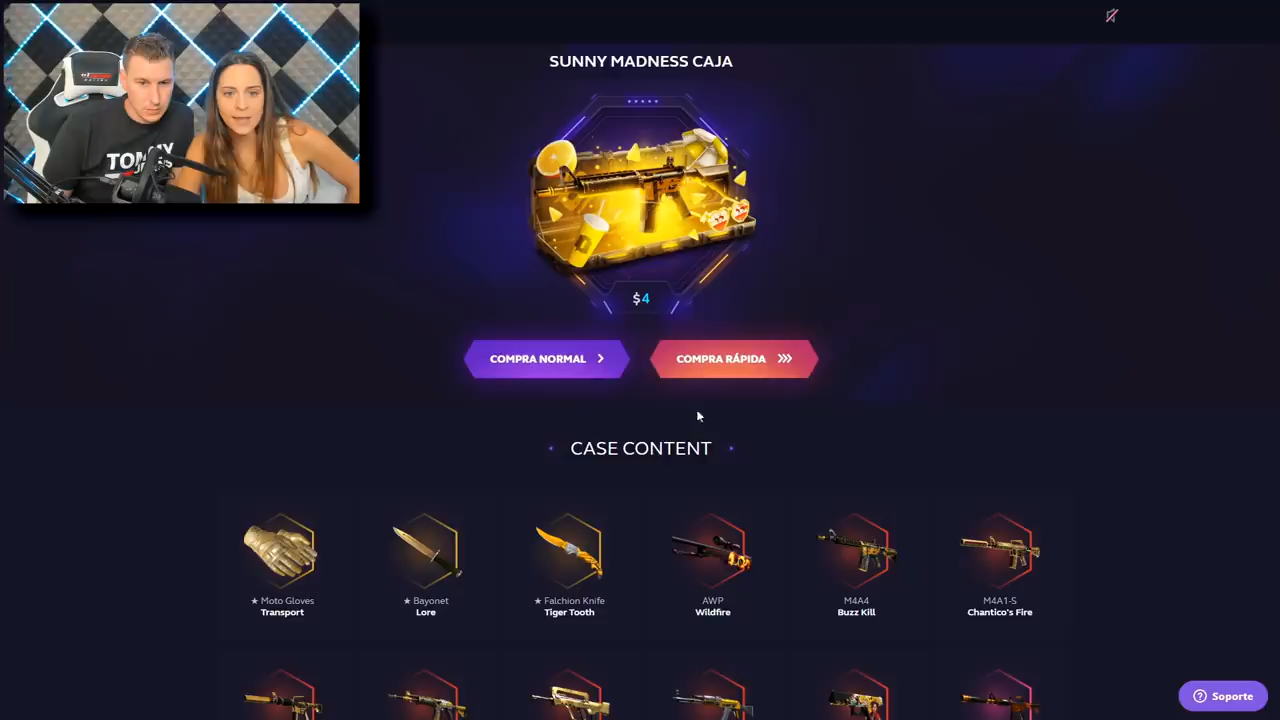 SUNNY MADNESS CAJA
$4
COMPRA NORMAL
COMPRA RÁPIDA
CASE CONTENT
★ Moto Gloves
Transport
★ Bayonet
Lore
★ Falchion Knife
Tiger Tooth
AWP
Wildfire
M4A4
Buzz Kill
M4A1-S
Chantico's Fire
Soporte
TOMMY